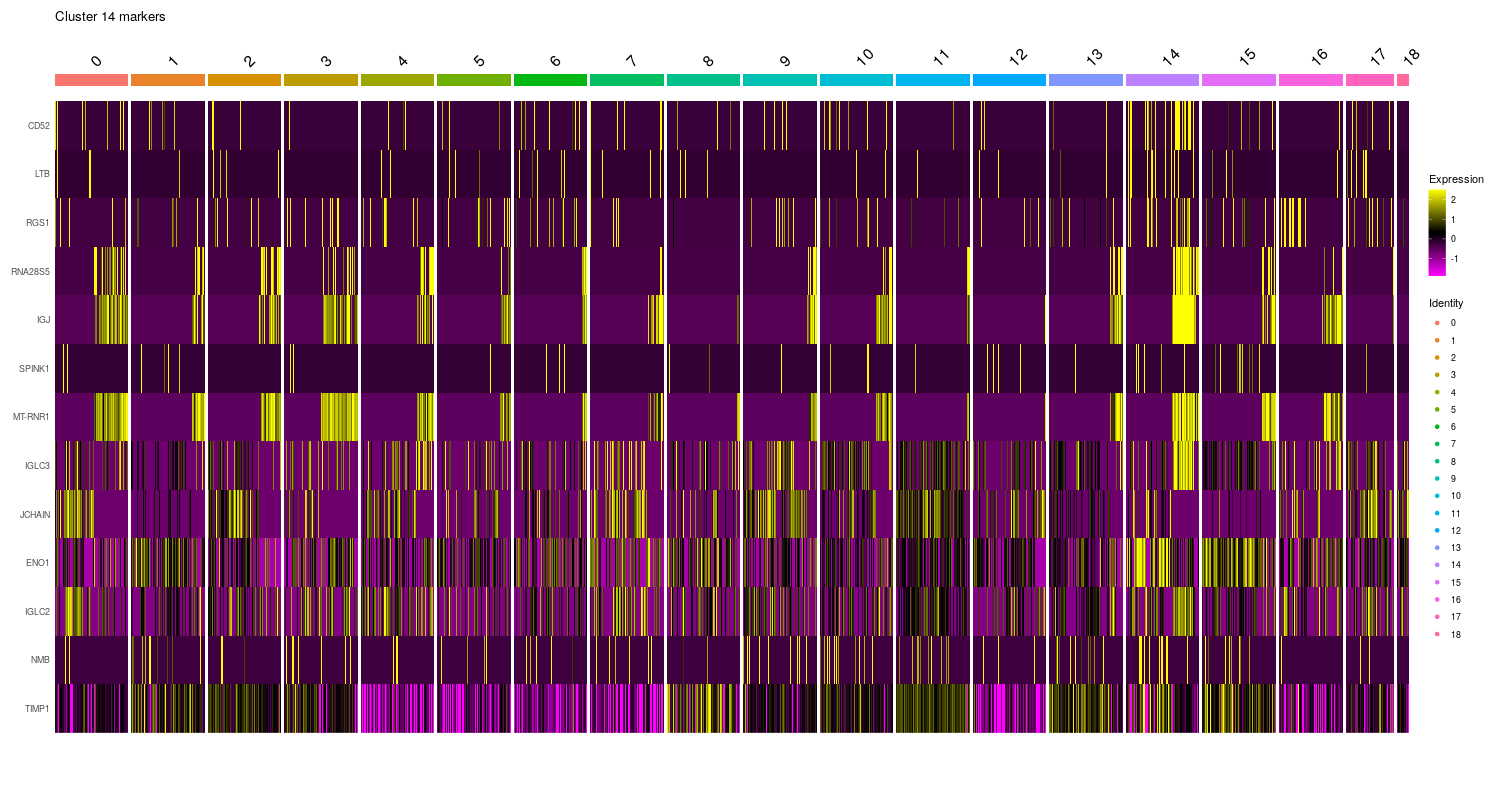 Cluster 14 markers
0 1 2 3 4 5 6 7 8 9 10 11 12 13 14 15 16 17 18
CD52
LTB
RGS1
RNA28S5
IGJ
SPINK1
MT-RNR1
IGLC3
JCHAIN
ENO1
IGLC2
NMB
TIMP1
Expression
2
1
0
-1
Identity
0
1
2
3
4
5
6
7
8
9
10
11
12
13
14
15
16
17
18